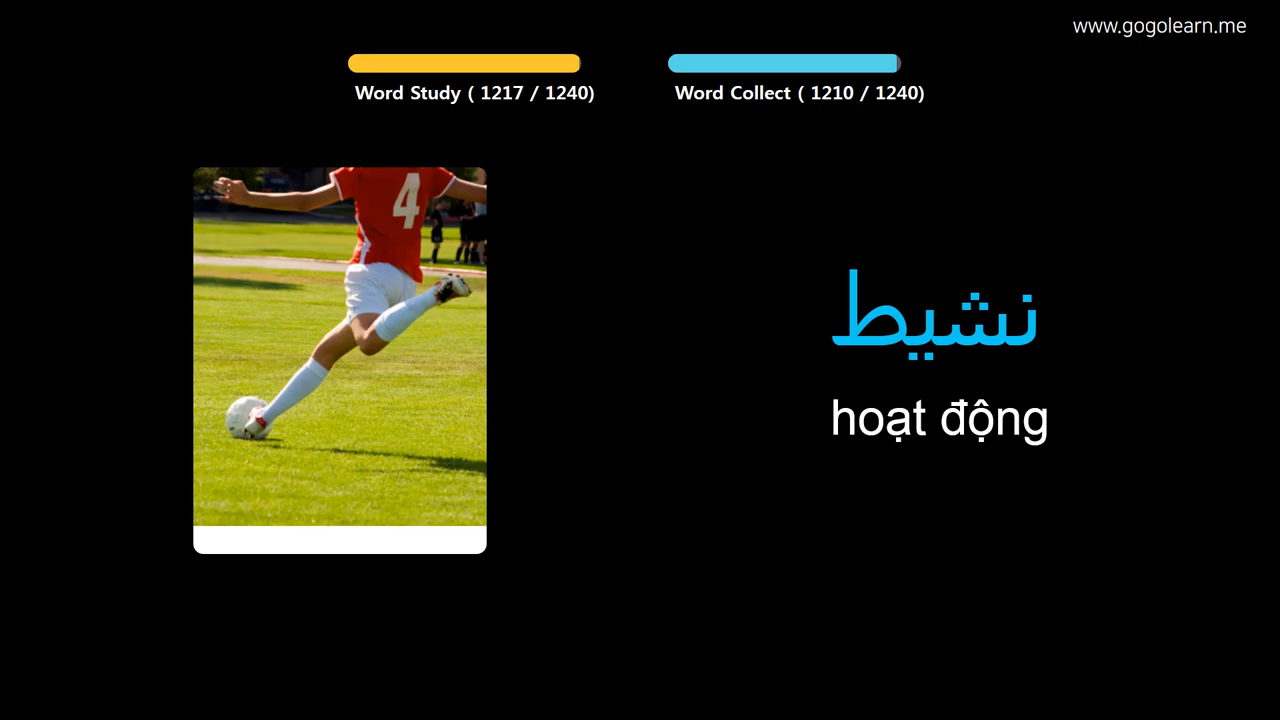 www.gogolearn.me
Word Study ( 1217 / 1240)
Word Collect ( 1210 / 1240)
4
نشيط
hoạt động